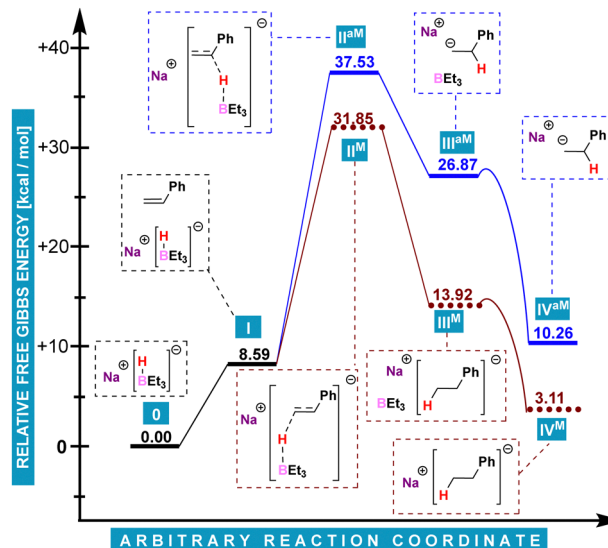 RELATIVE FREE GIBBS ENERGY [kcal / mol]
+40
+30
+20
+10
0
0
0.00
I
8.59
II^aM
37.53
31.85
II^M
III^aM
26.87
13.92
III^M
IV^aM
10.26
3.11
IV^M
Na⊕ [H BEt3]⊖
Ph
Na⊕ [H BEt3]⊖
Na⊕ [Ph H BEt3]⊖
Na⊕ [Ph H BEt3]⊖
Na⊕ ⊖ Ph
BEt3 H
Na⊕ ⊖ Ph
H
Na⊕ [Ph H]⊖
BEt3
Na⊕ [Ph H]⊖
ARBITRARY REACTION COORDINATE